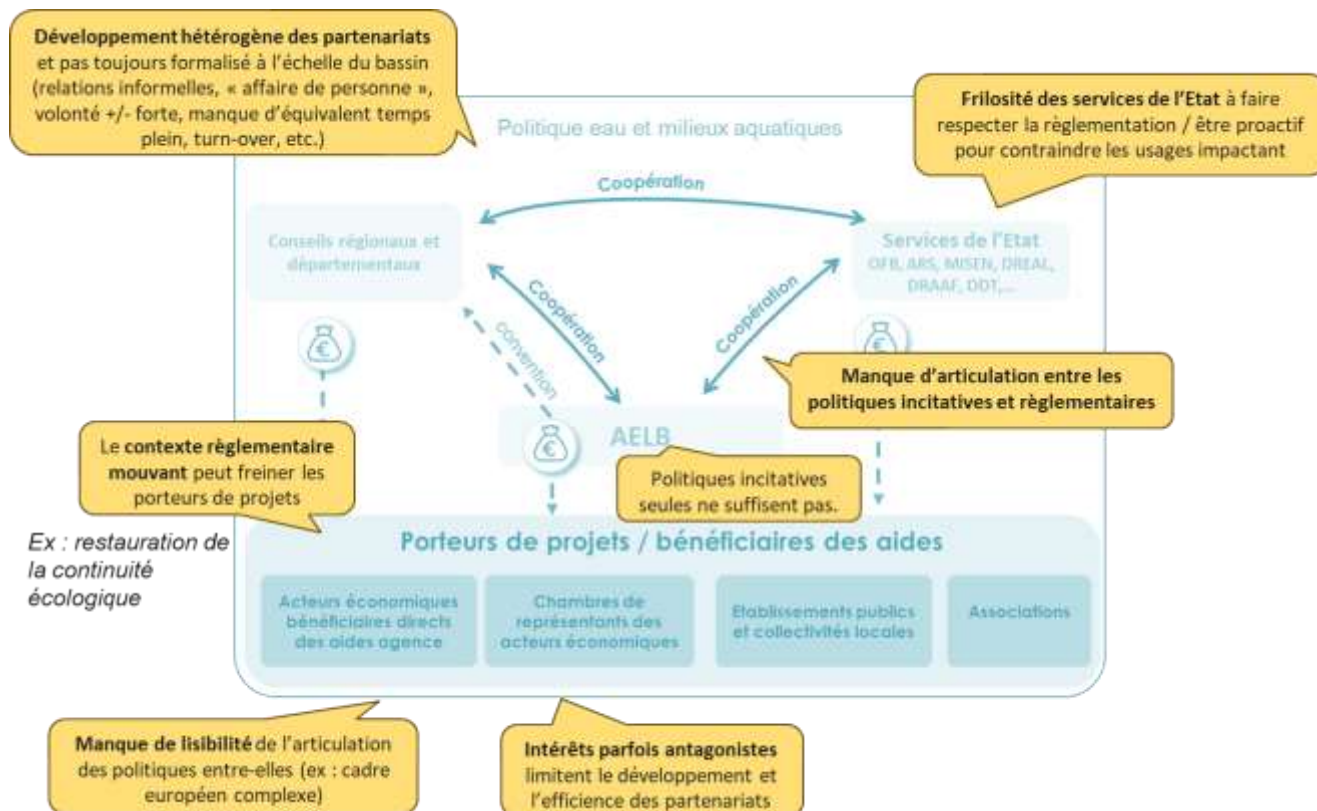 Développement hétérogène des partenariats
et pas toujours formalisé à l'échelle du bassin
(relations informelles, « affaire de personne »,
volonté +/- forte, manque d'équivalent temps
plein, turn-over, etc.)
Frilosité des services de l'Etat à faire
respecter la règlementation / être proactif
pour contraindre les usages impactant
Politique eau et milieux aquatiques
Coopération
Conseils régionaux et
départementaux
Services de l'Etat
OFB, ARS, MISEN, DREAL,
DRAAF, DDT,...
Coopération
Coopération
convention
€
€
Manque d'articulation entre les
politiques incitatives et règlementaires
AELB
€
Le contexte règlementaire
mouvant peut freiner les
porteurs de projets
Politiques incitatives
seules ne suffisent pas.
Ex : restauration de
la continuité
écologique
Porteurs de projets / bénéficiaires des aides
Acteurs économiques
bénéficiaires directs
des aides agence
Chambres de
représentants des
acteurs économiques
Etablissements publics
et collectivités locales
Associations
Manque de lisibilité de l'articulation
des politiques entre-elles (ex : cadre
européen complexe)
Intérêts parfois antagonistes
limitent le développement et
l'efficience des partenariats